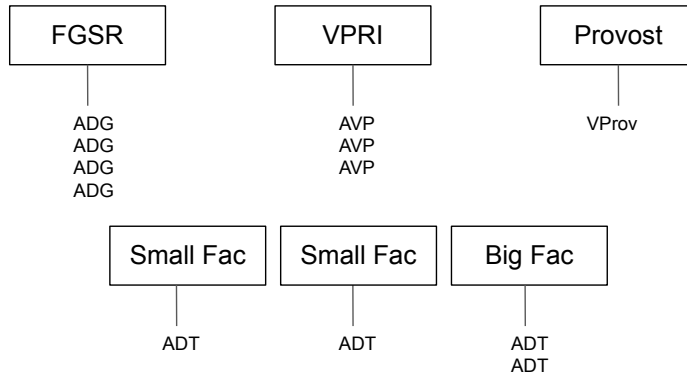 FGSR
VPRI
Provost
ADG
ADG
ADG
ADG
AVP
AVP
AVP
VProv
Small Fac
Small Fac
Big Fac
ADT
ADT
ADT
ADT